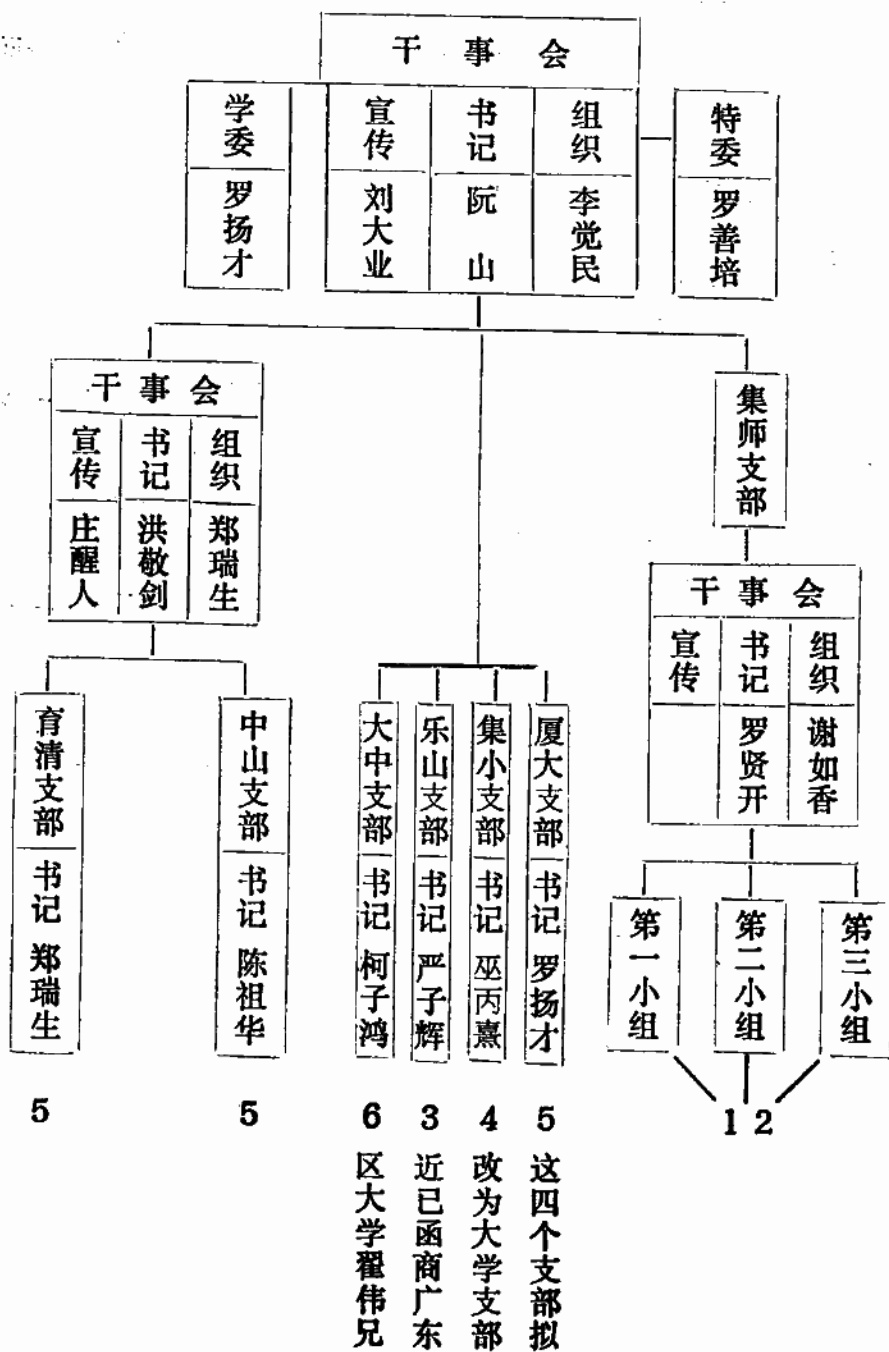 干事会
学委 罗扬才
宣传 刘大业
书记 阮山
组织 李觉民
特委 罗善培
干事会
宣传 庄醒人
书记 洪敬剑
组织 郑瑞生
育清支部 书记 郑瑞生
5
中山支部 书记 陈祖华
5
集师支部
干事会
宣传
书记 罗贤开
组织 谢如香
第一小组
第二小组
第三小组
12
厦大支部 书记 罗扬才
5
集小支部 书记 巫丙熹
4
乐山支部 书记 严子辉
3
大中支部 书记 柯子鸿
6
这四个支部拟
改为大学支部
近已函商广东
区大学翟伟兄